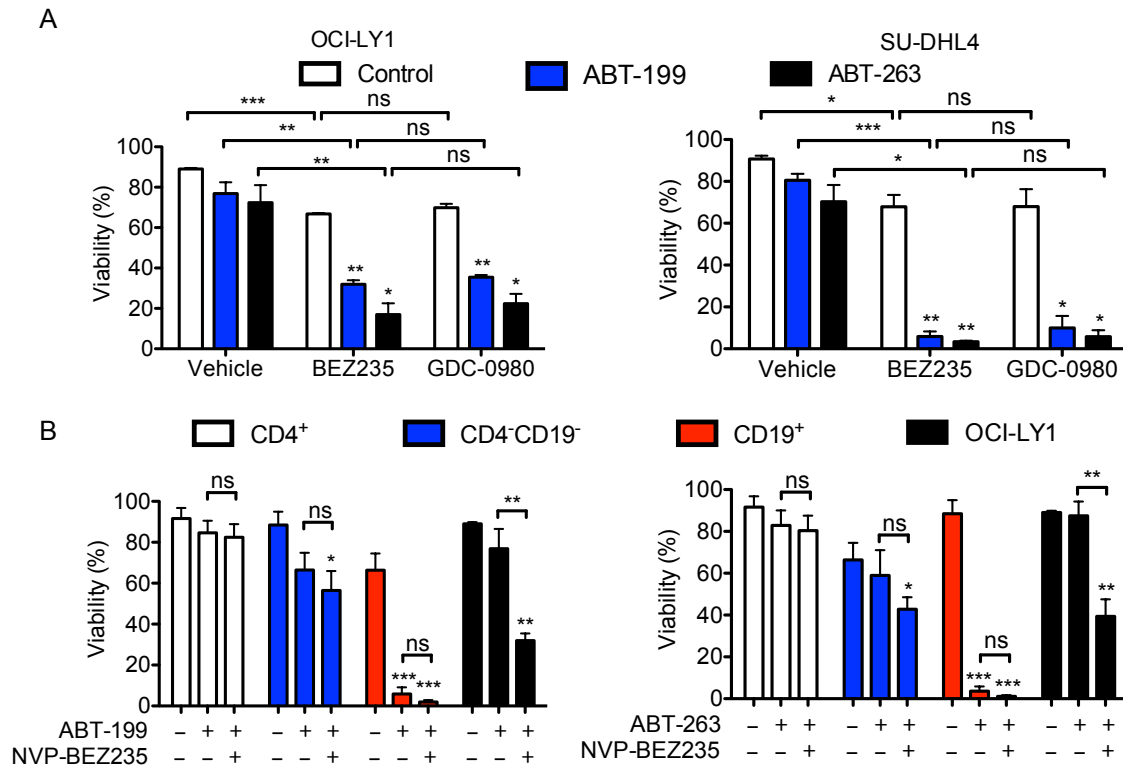 A
OCI-LY1 SU-DHL4
Control ABT-199 ABT-263
*** ns
** ns
** ns
* ns
*** ns
* ns
Viability (%)
100
80
60
40
20
0
** * ** *
Vehicle BEZ235 GDC-0980
Viability (%)
100
80
60
40
20
0
** ** * *
Vehicle BEZ235 GDC-0980
B
CD4+ CD4-CD19- CD19+ OCI-LY1
Viability (%)
100
80
60
40
20
0
ns ns * *** ns *** ** **
ABT-199 – + + – + + – + + – + +
NVP-BEZ235 – – + – – + – – + – – +
Viability (%)
100
80
60
40
20
0
ns ns * *** ns *** ** **
ABT-263 – + + – + + – + + – + +
NVP-BEZ235 – – + – – + – – + – – +